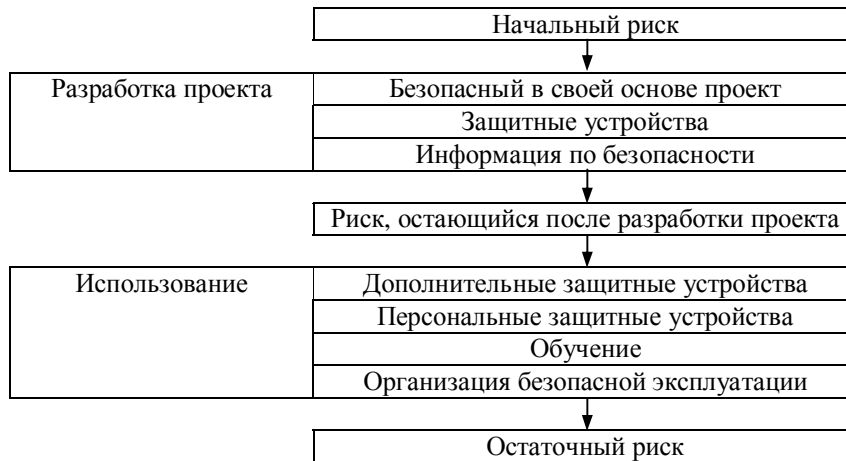 Начальный риск
Разработка проекта
Безопасный в своей основе проект
Защитные устройства
Информация по безопасности
Риск, остающийся после разработки проекта
Использование
Дополнительные защитные устройства
Персональные защитные устройства
Обучение
Организация безопасной эксплуатации
Остаточный риск